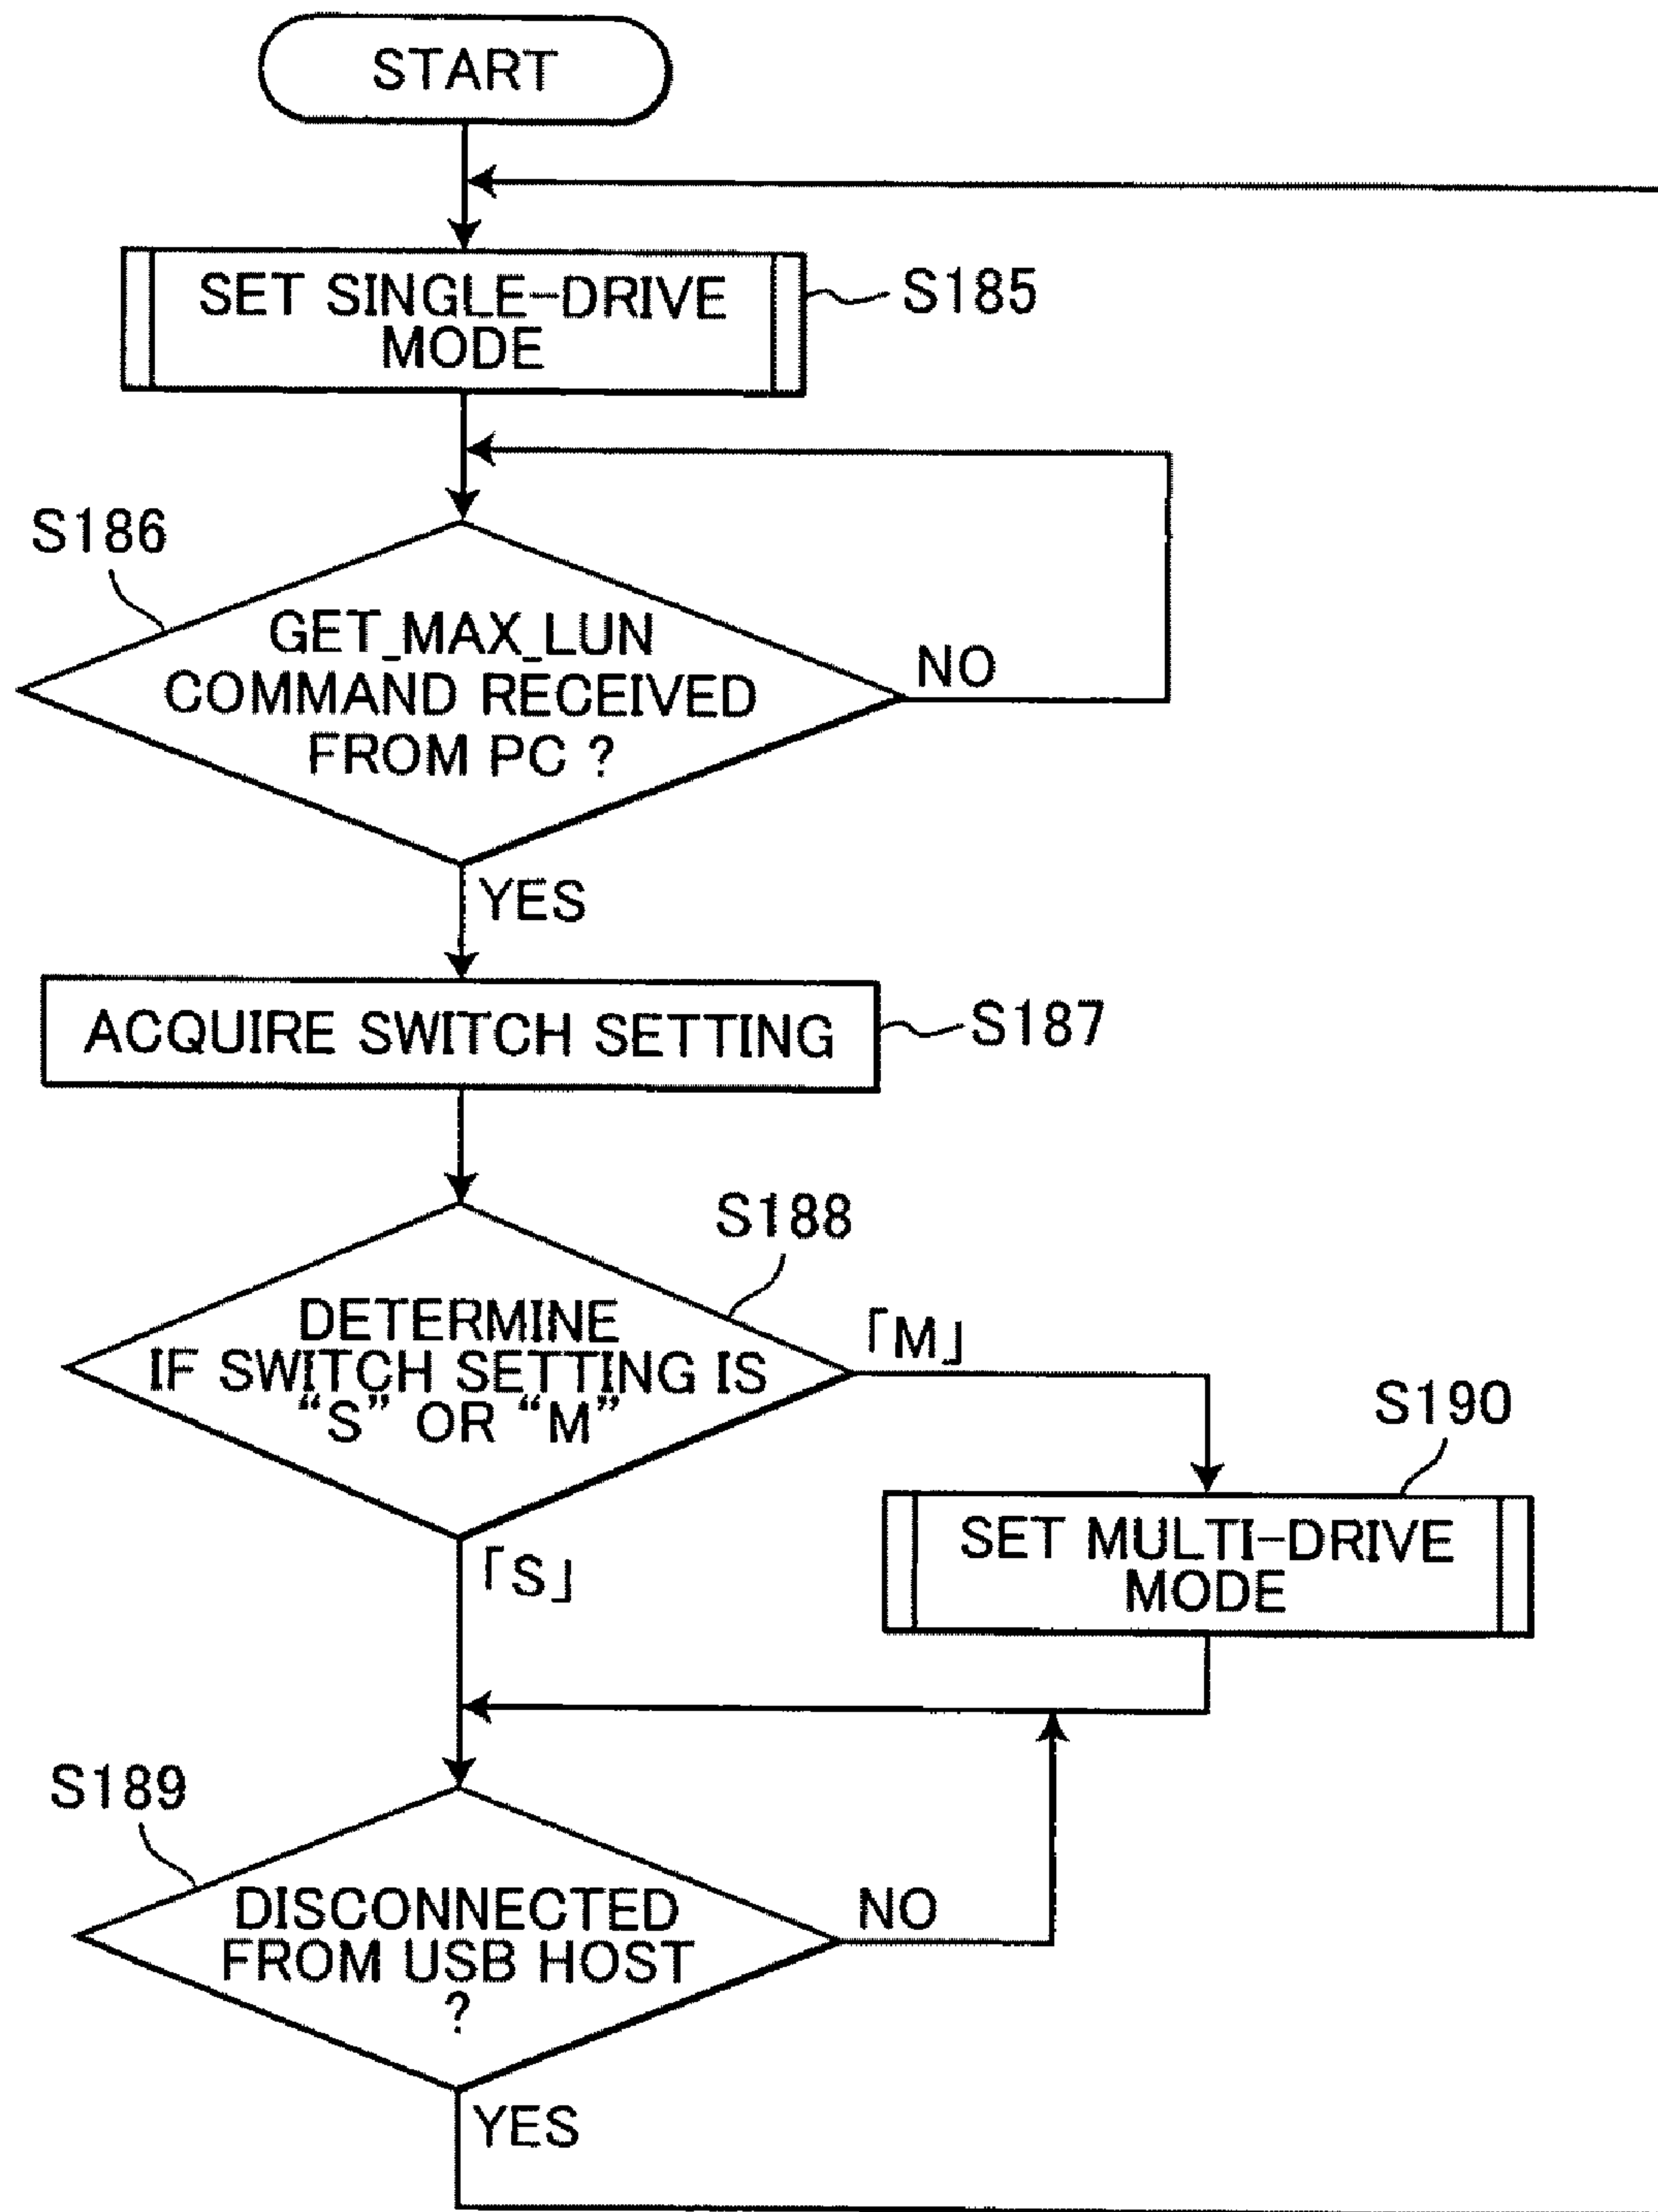 START
SET SINGLE-DRIVE
MODE
S185
S186
GET_MAX_LUN
COMMAND RECEIVED
FROM PC ?
NO
YES
ACQUIRE SWITCH SETTING
S187
S188
DETERMINE
IF SWITCH SETTING IS
“S” OR “M”
「M」
S190
SET MULTI-DRIVE
MODE
「S」
S189
DISCONNECTED
FROM USB HOST
?
NO
YES